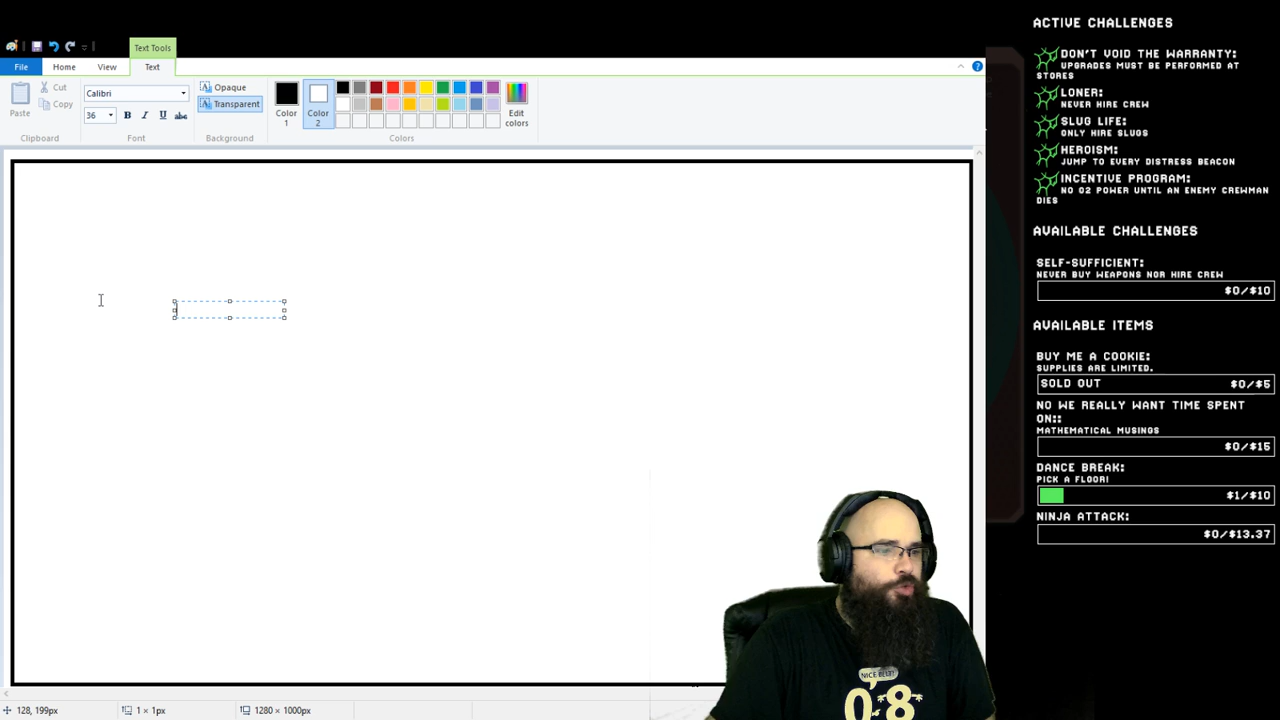 ACTIVE CHALLENGES
DON'T VOID THE WARRANTY:
UPGRADES MUST BE PERFORMED AT
STORES
LONER:
NEVER HIRE CREW
SLUG LIFE:
ONLY HIRE SLUGS
HEROISM:
JUMP TO EVERY DISTRESS BEACON
INCENTIVE PROGRAM:
NO O2 POWER UNTIL AN ENEMY CREWMAN
DIES
AVAILABLE CHALLENGES
SELF-SUFFICIENT:
NEVER BUY WEAPONS NOR HIRE CREW
$0/$10
AVAILABLE ITEMS
BUY ME A COOKIE:
SUPPLIES ARE LIMITED.
SOLD OUT $0/$5
NO WE REALLY WANT TIME SPENT
ON::
MATHEMATICAL MUSINGS
$0/$15
DANCE BREAK:
PICK A FLOOR!
$1/$10
NINJA ATTACK:
$0/$13.37
Text Tools
File Home View Text
Paste Cut Copy
Clipboard
Calibri
36 B I U abc
Font
Opaque
Transparent
Background
Color 1
Color 2
Edit colors
Colors
128, 199px
1 × 1px
1280 × 1000px
NICE BELT!
0 8